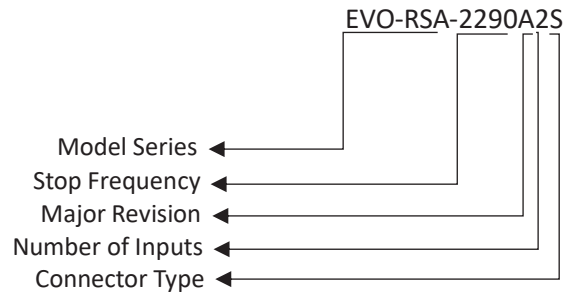 EVO-RSA-2290A2S
Model Series
Stop Frequency
Major Revision
Number of Inputs
Connector Type